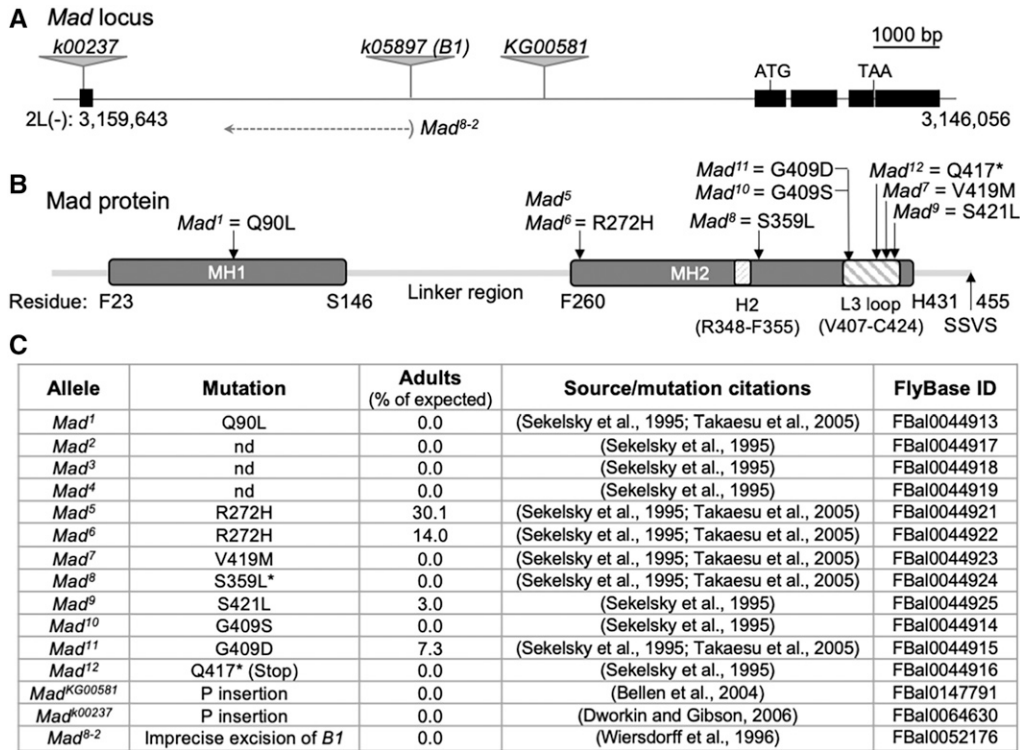 A
Mad locus
k00237
k05897 (B1)
KG00581
1000 bp
ATG
TAA
2L(-): 3,159,643
Mad8-2
3,146,056
B
Mad protein
Mad1 = Q90L
Mad5
Mad6 = R272H
Mad11 = G409D
Mad10 = G409S
Mad8 = S359L
Mad12 = Q417*
Mad7 = V419M
Mad9 = S421L
MH1
MH2
Linker region
Residue: F23
S146
F260
H2
(R348-F355)
L3 loop
(V407-C424)
H431
455
SSVS
C
Allele Mutation Adults (% of expected) Source/mutation citations FlyBase ID
Mad1 Q90L 0.0 (Sekelsky et al., 1995; Takaesu et al., 2005) FBal0044913
Mad2 nd 0.0 (Sekelsky et al., 1995) FBal0044917
Mad3 nd 0.0 (Sekelsky et al., 1995) FBal0044918
Mad4 nd 0.0 (Sekelsky et al., 1995) FBal0044919
Mad5 R272H 30.1 (Sekelsky et al., 1995; Takaesu et al., 2005) FBal0044921
Mad6 R272H 14.0 (Sekelsky et al., 1995; Takaesu et al., 2005) FBal0044922
Mad7 V419M 0.0 (Sekelsky et al., 1995; Takaesu et al., 2005) FBal0044923
Mad8 S359L* 0.0 (Sekelsky et al., 1995; Takaesu et al., 2005) FBal0044924
Mad9 S421L 3.0 (Sekelsky et al., 1995) FBal0044925
Mad10 G409S 0.0 (Sekelsky et al., 1995) FBal0044914
Mad11 G409D 7.3 (Sekelsky et al., 1995; Takaesu et al., 2005) FBal0044915
Mad12 Q417* (Stop) 0.0 (Sekelsky et al., 1995) FBal0044916
MadKG00581 P insertion 0.0 (Bellen et al., 2004) FBal0147791
Madk00237 P insertion 0.0 (Dworkin and Gibson, 2006) FBal0064630
Mad8-2 Imprecise excision of B1 0.0 (Wiersdorff et al., 1996) FBal0052176